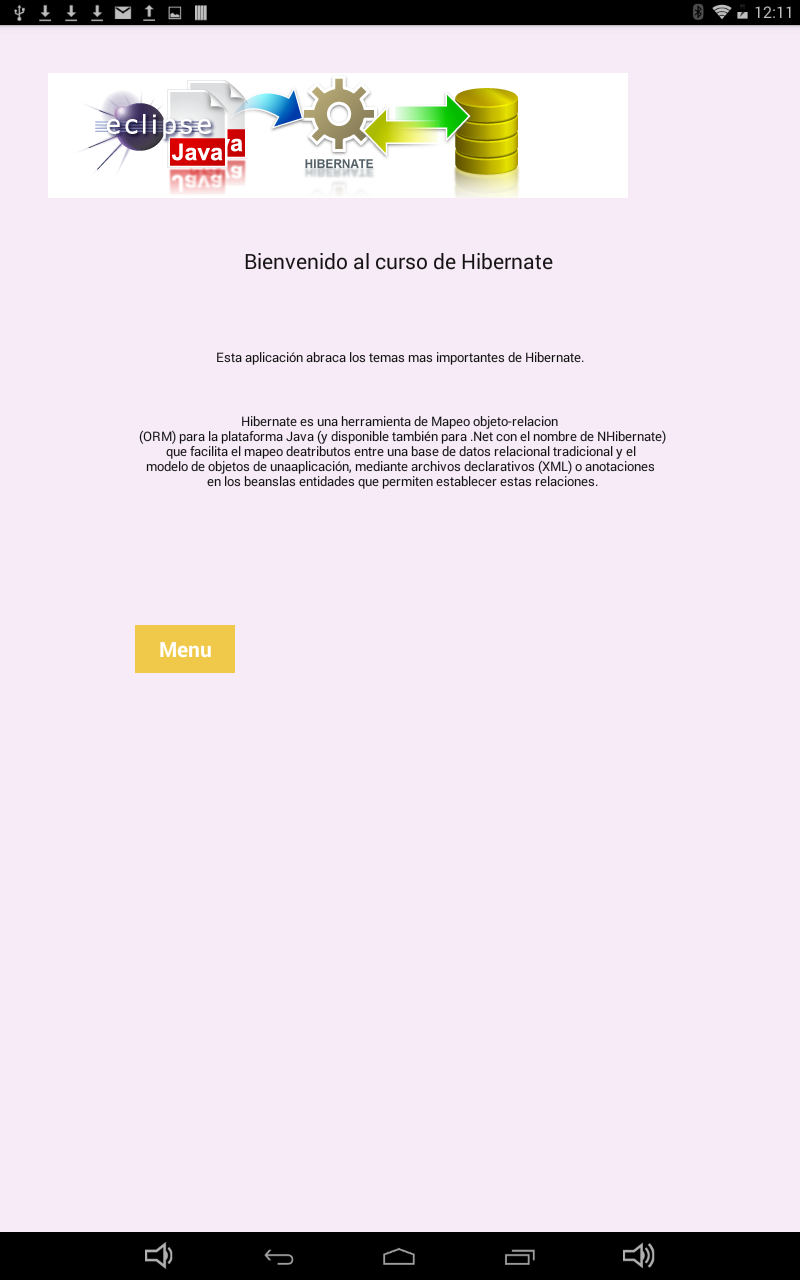 12:11
eclipse
Java
HIBERNATE
Bienvenido al curso de Hibernate
Esta aplicación abraca los temas mas importantes de Hibernate.
Hibernate es una herramienta de Mapeo objeto-relacion
(ORM) para la plataforma Java (y disponible también para .Net con el nombre de NHibernate)
que facilita el mapeo deatributos entre una base de datos relacional tradicional y el
modelo de objetos de unaaplicación, mediante archivos declarativos (XML) o anotaciones
en los beanslas entidades que permiten establecer estas relaciones.
Menu